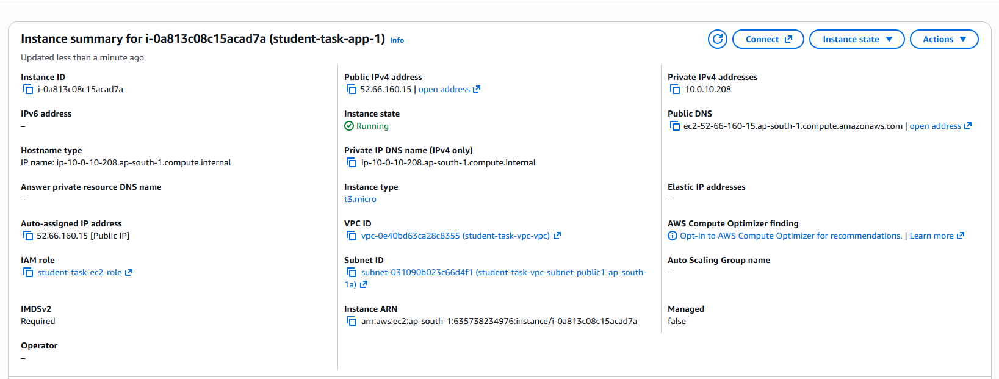 Instance summary for i-0a813c08c15acad7a (student-task-app-1) Info
Connect
Instance state
Actions
Updated less than a minute ago
Instance ID
i-0a813c08c15acad7a
Public IPv4 address
52.66.160.15 | open address
Private IPv4 addresses
10.0.10.208
IPv6 address
–
Instance state
Running
Public DNS
ec2-52-66-160-15.ap-south-1.compute.amazonaws.com | open address
Hostname type
IP name: ip-10-0-10-208.ap-south-1.compute.internal
Private IP DNS name (IPv4 only)
ip-10-0-10-208.ap-south-1.compute.internal
Answer private resource DNS name
–
Instance type
t3.micro
Elastic IP addresses
–
Auto-assigned IP address
52.66.160.15 [Public IP]
VPC ID
vpc-0e40bd63ca28c8355 (student-task-vpc-vpc)
AWS Compute Optimizer finding
Opt-in to AWS Compute Optimizer for recommendations. | Learn more
IAM role
student-task-ec2-role
Subnet ID
subnet-031090b023c66d4f1 (student-task-vpc-subnet-public1-ap-south-
1a)
Auto Scaling Group name
–
IMDSv2
Required
Instance ARN
arn:aws:ec2:ap-south-1:635738234976:instance/i-0a813c08c15acad7a
Managed
false
Operator
–